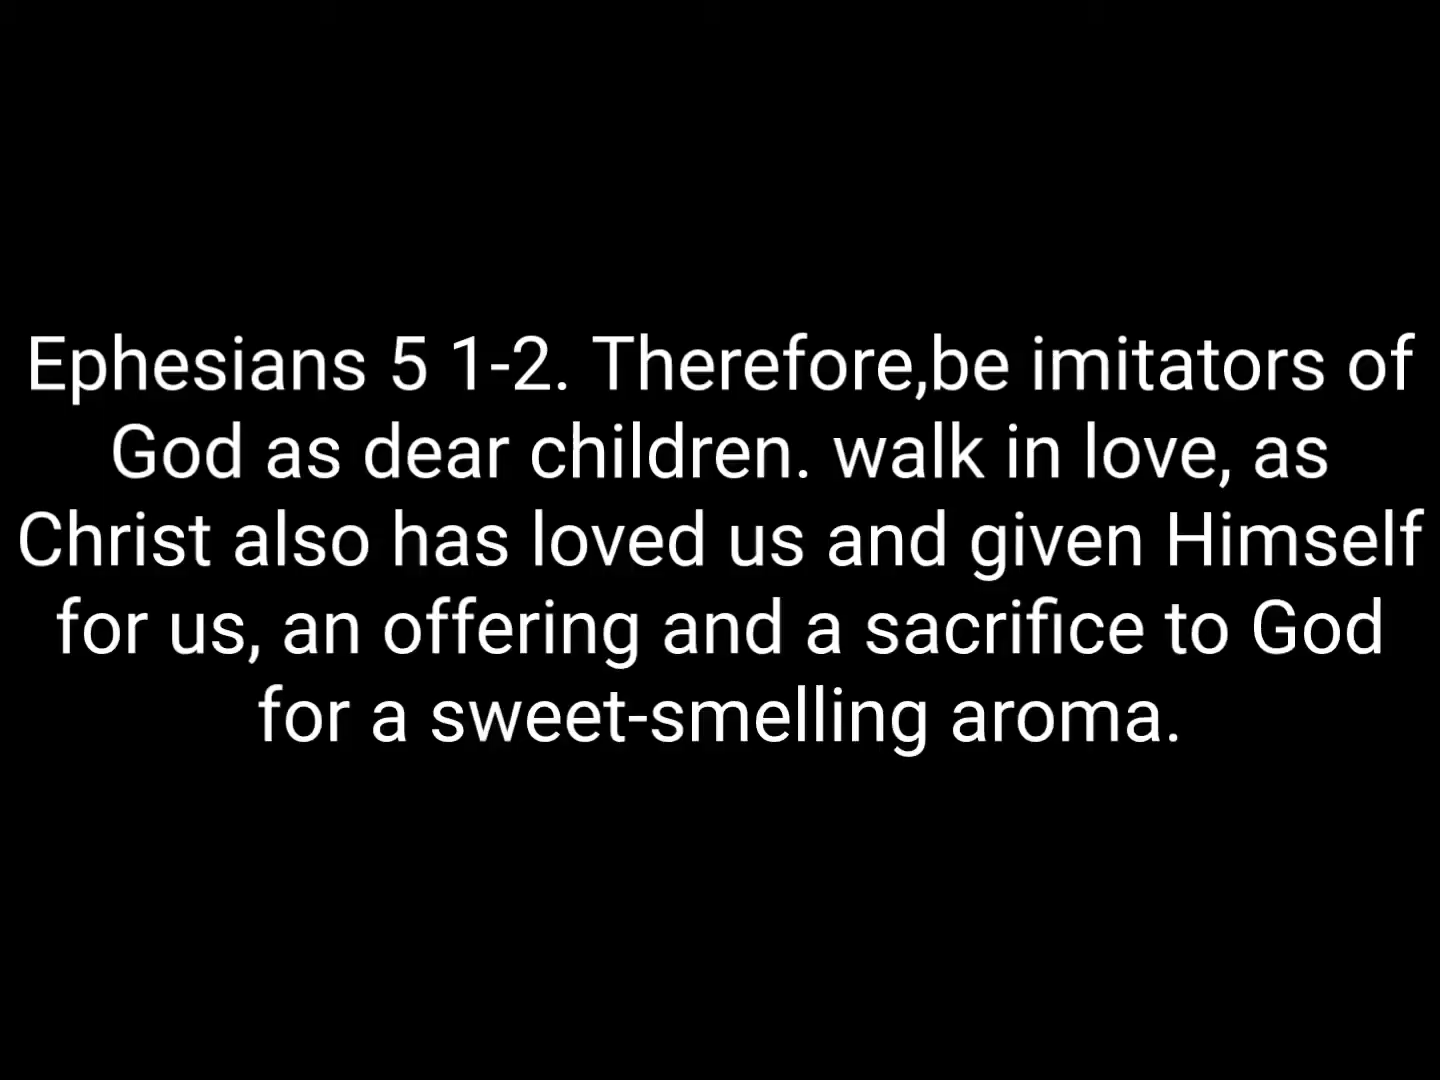 Ephesians 5 1-2. Therefore,be imitators of
God as dear children. walk in love, as
Christ also has loved us and given Himself
for us, an offering and a sacrifice to God
for a sweet-smelling aroma.